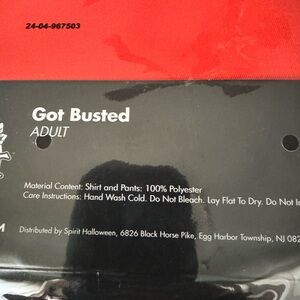 24-04-967503
Got Busted
ADULT
Material Content: Shirt and Pants: 100% Polyester
Care Instructions: Hand Wash Cold. Do Not Bleach. Lay Flat To Dry. Do Not
M
Distributed by Spirit Halloween, 6826 Black Horse Pike, Egg Harbor Township, NJ 082